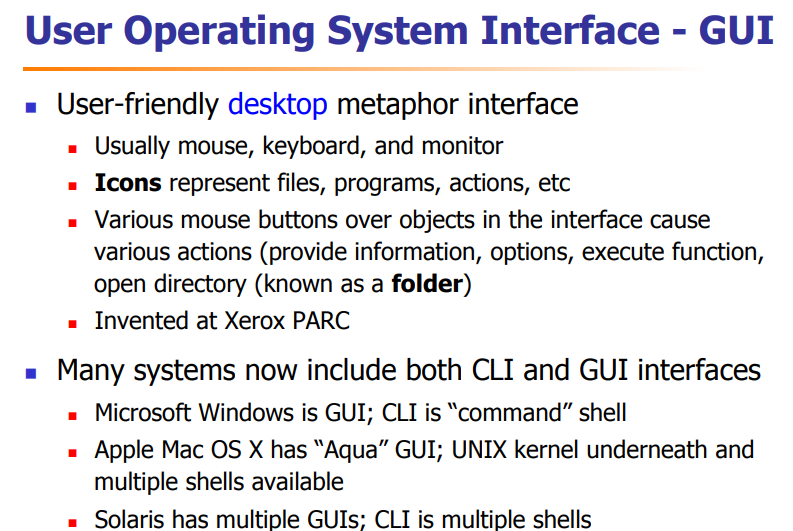 User Operating System Interface - GUI
User-friendly desktop metaphor interface
Usually mouse, keyboard, and monitor
Icons represent files, programs, actions, etc
Various mouse buttons over objects in the interface cause
various actions (provide information, options, execute function,
open directory (known as a folder)
Invented at Xerox PARC
Many systems now include both CLI and GUI interfaces
Microsoft Windows is GUI; CLI is “command” shell
Apple Mac OS X has “Aqua” GUI; UNIX kernel underneath and
multiple shells available
Solaris has multiple GUIs; CLI is multiple shells